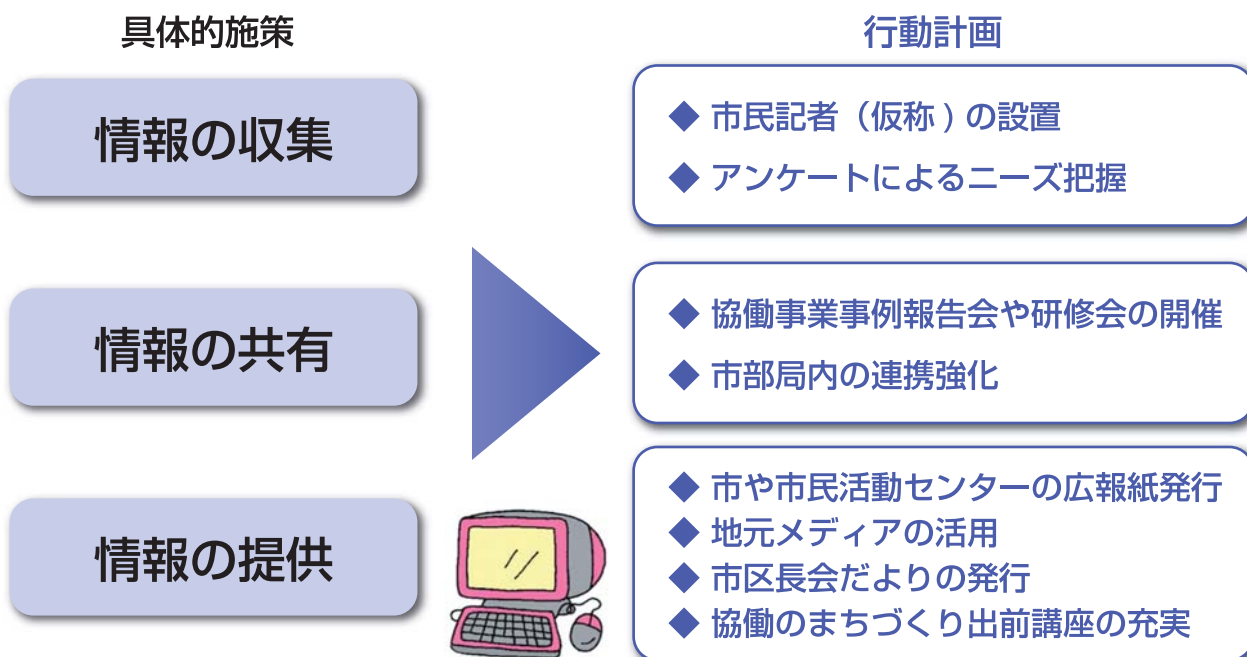 具体的施策
行動計画
情報の収集
◆ 市民記者（仮称）の設置
◆ アンケートによるニーズ把握
情報の共有
◆ 協働事業事例報告会や研修会の開催
◆ 市部局内の連携強化
情報の提供
◆ 市や市民活動センターの広報紙発行
◆ 地元メディアの活用
◆ 市区長会だよりの発行
◆ 協働のまちづくり出前講座の充実